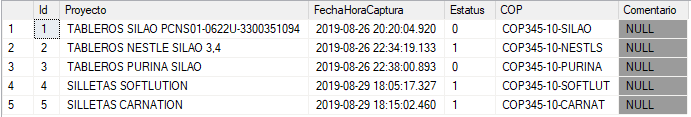 Id Proyecto FechaHoraCaptura Estatus COP Comentario
1 1 TABLEROS SILAO PCNS01-0622U-3300351094 2019-08-26 20:20:04.920 0 COP345-10-SILAO NULL
2 2 TABLEROS NESTLE SILAO 3,4 2019-08-26 22:34:19.133 1 COP345-10-NESTLS NULL
3 3 TABLEROS PURINA SILAO 2019-08-26 22:38:00.893 0 COP345-10-PURINA NULL
4 4 SILLETAS SOFTLUTION 2019-08-29 18:05:17.327 1 COP345-10-SOFTLUT NULL
5 5 SILLETAS CARNATION 2019-08-29 18:15:02.460 1 COP345-10-CARNAT NULL